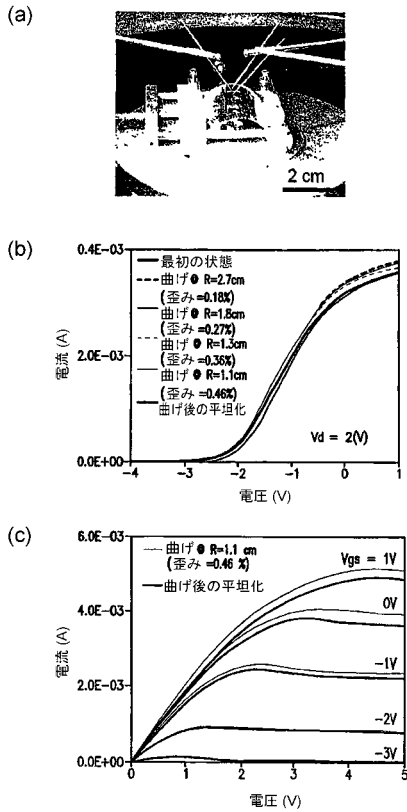 (a)
2 cm
(b)
0.4E-03
2.0E-03
0.0E+00
電流 (A)
最初の状態
曲げ@ R=2.7cm
(歪み=0.18%)
曲げ@ R=1.8cm
(歪み=0.27%)
曲げ@ R=1.3cm
(歪み=0.36%)
曲げ@ R=1.1cm
(歪み=0.46%)
曲げ後の平坦化
Vd = 2(V)
-4 -3 -2 -1 0 1
電圧 (V)
(c)
6.0E-03
4.0E-03
2.0E-03
0.0E+00
電流 (A)
曲げ@ R=1.1 cm
(歪み=0.46 %)
曲げ後の平坦化
Vgs = 1V
0V
-1V
-2V
-3V
0 1 2 3 4 5
電圧 (V)